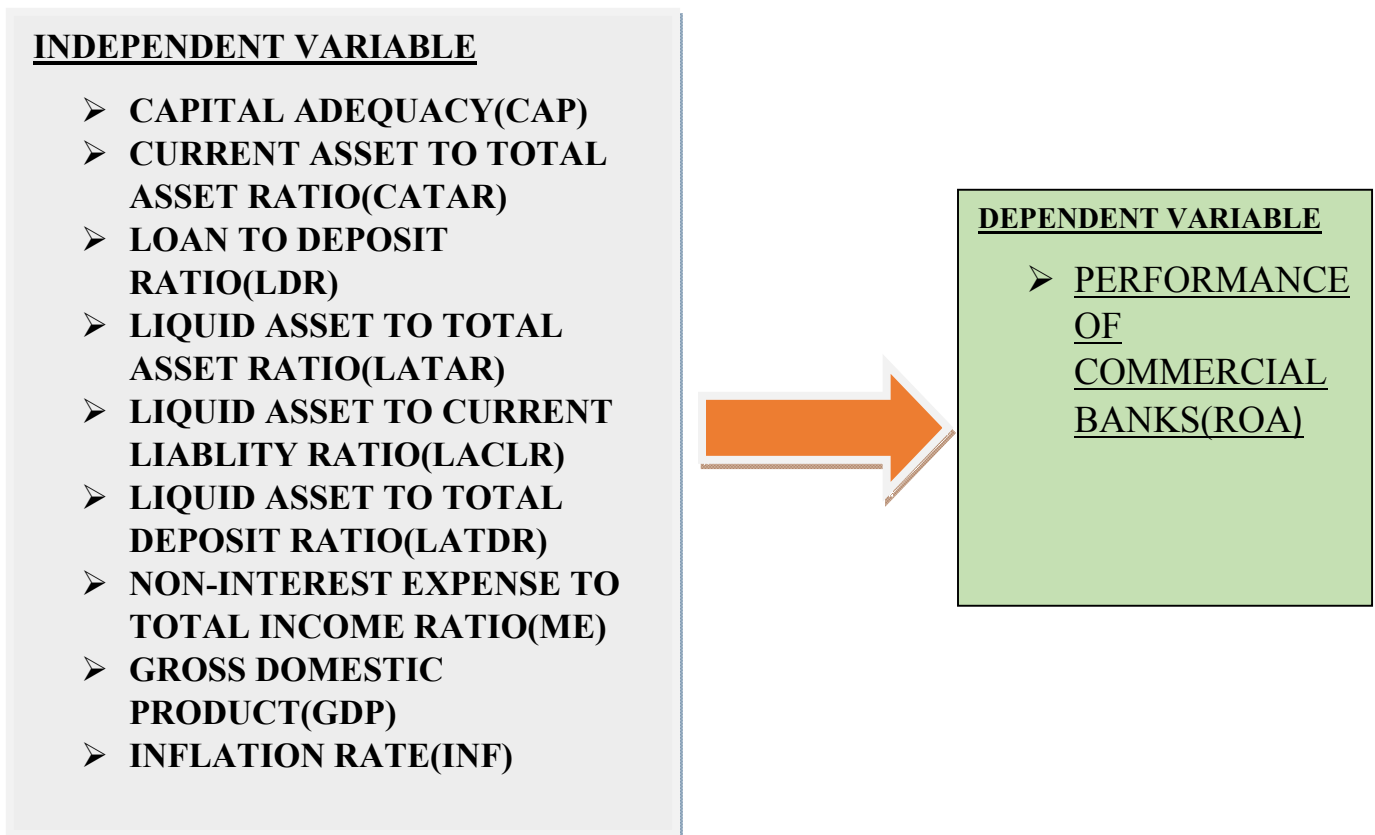 INDEPENDENT VARIABLE
➢ CAPITAL ADEQUACY(CAP)
➢ CURRENT ASSET TO TOTAL
ASSET RATIO(CATAR)
➢ LOAN TO DEPOSIT
RATIO(LDR)
➢ LIQUID ASSET TO TOTAL
ASSET RATIO(LATAR)
➢ LIQUID ASSET TO CURRENT
LIABLITY RATIO(LACLR)
➢ LIQUID ASSET TO TOTAL
DEPOSIT RATIO(LATDR)
➢ NON-INTEREST EXPENSE TO
TOTAL INCOME RATIO(ME)
➢ GROSS DOMESTIC
PRODUCT(GDP)
➢ INFLATION RATE(INF)
DEPENDENT VARIABLE
➢ PERFORMANCE
OF
COMMERCIAL
BANKS(ROA)